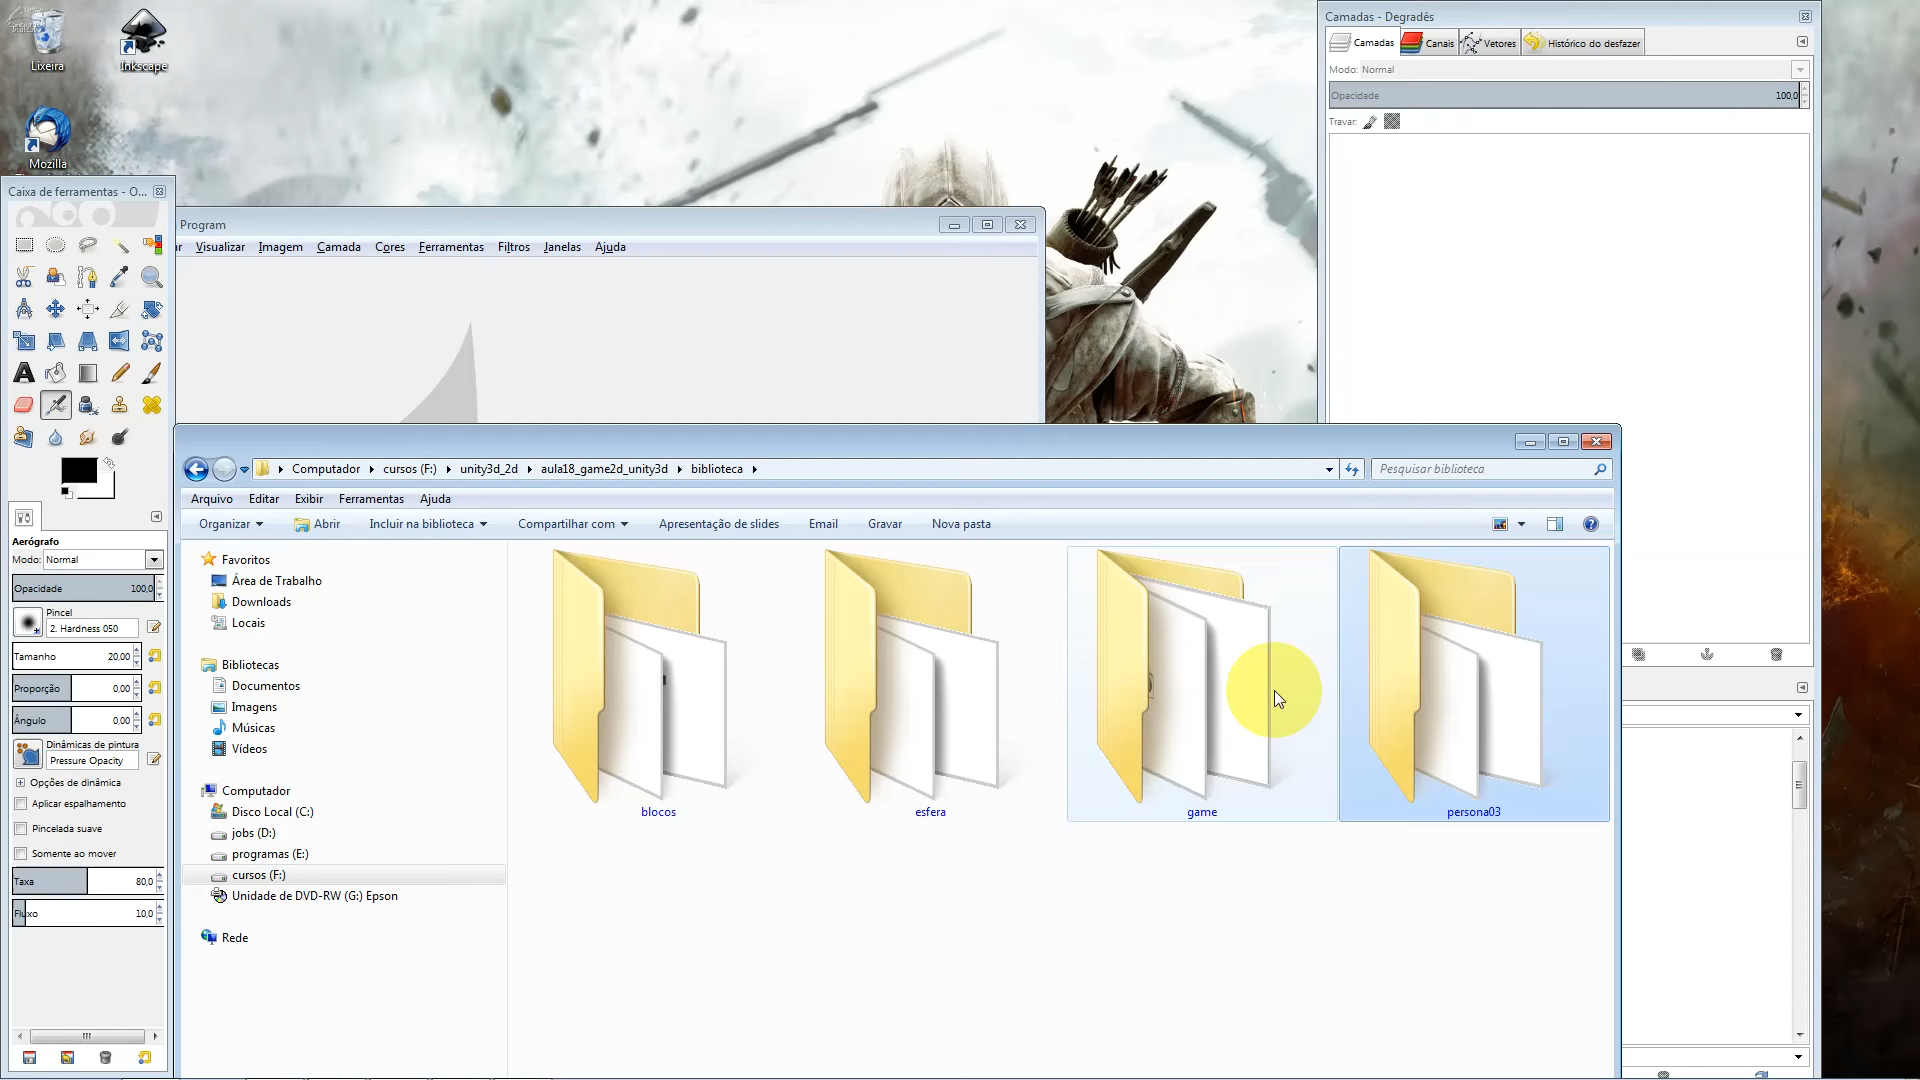 Lixeira
Inkscape
Mozilla
Camadas - Degradês
Camadas
Canais
Vetores
Histórico do desfazer
Modo: Normal
Opacidade 100,0
Travar:
Caixa de ferramentas - O...
Program
Visualizar Imagem Camada Cores Ferramentas Filtros Janelas Ajuda
Computador cursos (F:) unity3d_2d aula18_game2d_unity3d biblioteca
Pesquisar biblioteca
Arquivo Editar Exibir Ferramentas Ajuda
Organizar Abrir Incluir na biblioteca Compartilhar com Apresentação de slides Email Gravar Nova pasta
Aerógrafo
Modo: Normal
Opacidade 100,0
Pincel
2. Hardness 050
Tamanho 20,00
Proporção 0,00
Ângulo 0,00
Dinâmicas de pintura
Pressure Opacity
Opções de dinâmica
Aplicar espalhamento
Pincelada suave
Somente ao mover
Taxa 80,0
Fluxo 10,0
Favoritos
Área de Trabalho
Downloads
Locais
Bibliotecas
Documentos
Imagens
Músicas
Vídeos
Computador
Disco Local (C:)
jobs (D:)
programas (E:)
cursos (F:)
Unidade de DVD-RW (G:) Epson
Rede
blocos
esfera
game
persona03